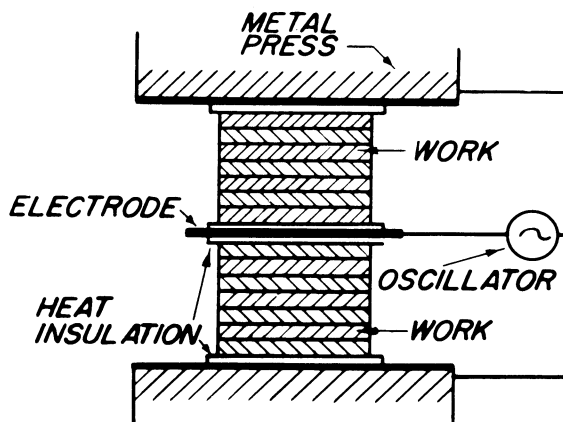 METAL
PRESS
WORK
ELECTRODE
OSCILLATOR
HEAT
INSULATION
WORK